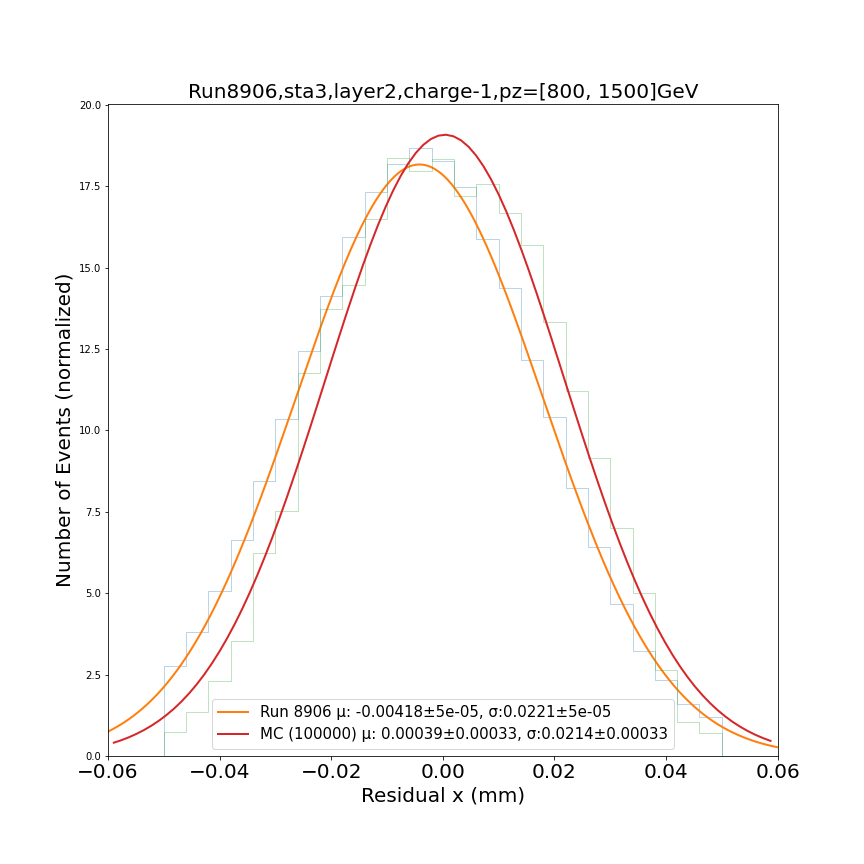 Run8906,sta3,layer2,charge-1,pz=[800, 1500]GeV
Number of Events (normalized)
20.0
17.5
15.0
12.5
10.0
7.5
5.0
2.5
0.0
Run 8906 μ: -0.00418±5e-05, σ:0.0221±5e-05
MC (100000) μ: 0.00039±0.00033, σ:0.0214±0.00033
−0.06 −0.04 −0.02 0.00 0.02 0.04 0.06
Residual x (mm)